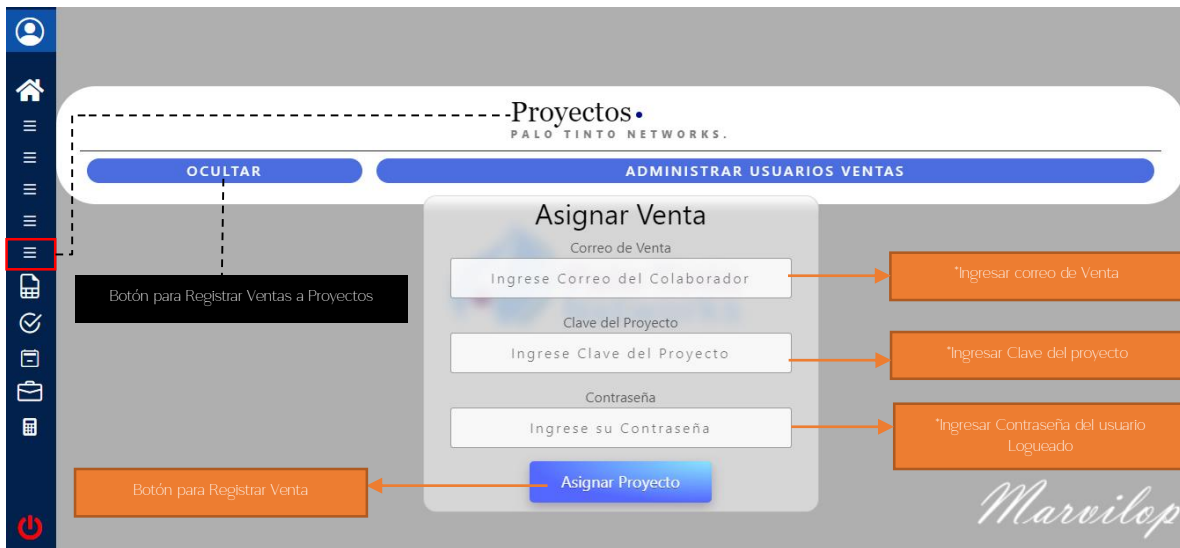 Proyectos
PALO TINTO NETWORKS.
OCULTAR
ADMINISTRAR USUARIOS VENTAS
Asignar Venta
Correo de Venta
Ingrese Correo del Colaborador
*Ingresar correo de Venta
Botón para Registrar Ventas a Proyectos
Clave del Proyecto
Ingrese Clave del Proyecto
*Ingresar Clave del proyecto
Contraseña
Ingrese su Contraseña
*Ingresar Contraseña del usuario
Logueado
Asignar Proyecto
Botón para Registrar Venta
Marvilop